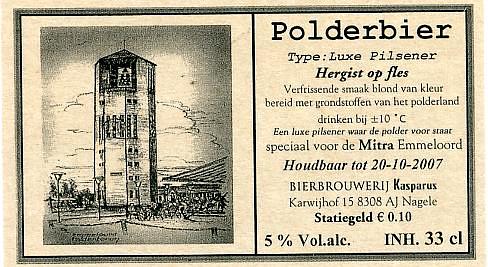 Polderbier
Type: Luxe Pilsener
Hergist op fles
Verfrissende smaak blond van kleur
bereid met grondstoffen van het polderland
drinken bij ±10 °C
Een luxe pilsener waar de polder voor staat
speciaal voor de Mitra Emmeloord
Houdbaar tot 20-10-2007
BIERBROUWERIJ Kasparus
Karwijhof 15 8308 AJ Nagele
Statiegeld € 0.10
5 % Vol.alc. INH. 33 cl
Emmeloord
Poldertoren